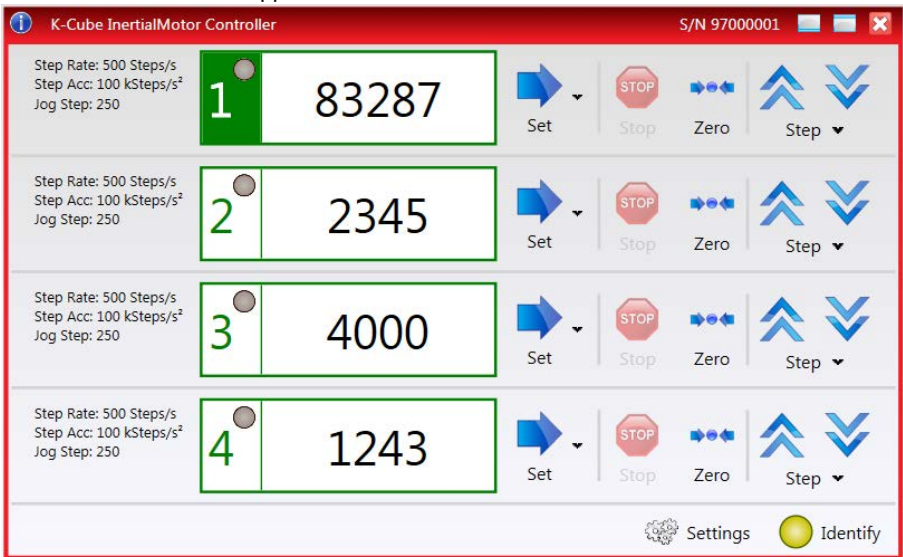 K-Cube InertialMotor Controller S/N 97000001
Step Rate: 500 Steps/s
Step Acc: 100 kSteps/s²
Jog Step: 250
1 83287
Set STOP Stop Zero Step
Step Rate: 500 Steps/s
Step Acc: 100 kSteps/s²
Jog Step: 250
2 2345
Set STOP Stop Zero Step
Step Rate: 500 Steps/s
Step Acc: 100 kSteps/s²
Jog Step: 250
3 4000
Set STOP Stop Zero Step
Step Rate: 500 Steps/s
Step Acc: 100 kSteps/s²
Jog Step: 250
4 1243
Set STOP Stop Zero Step
Settings Identify